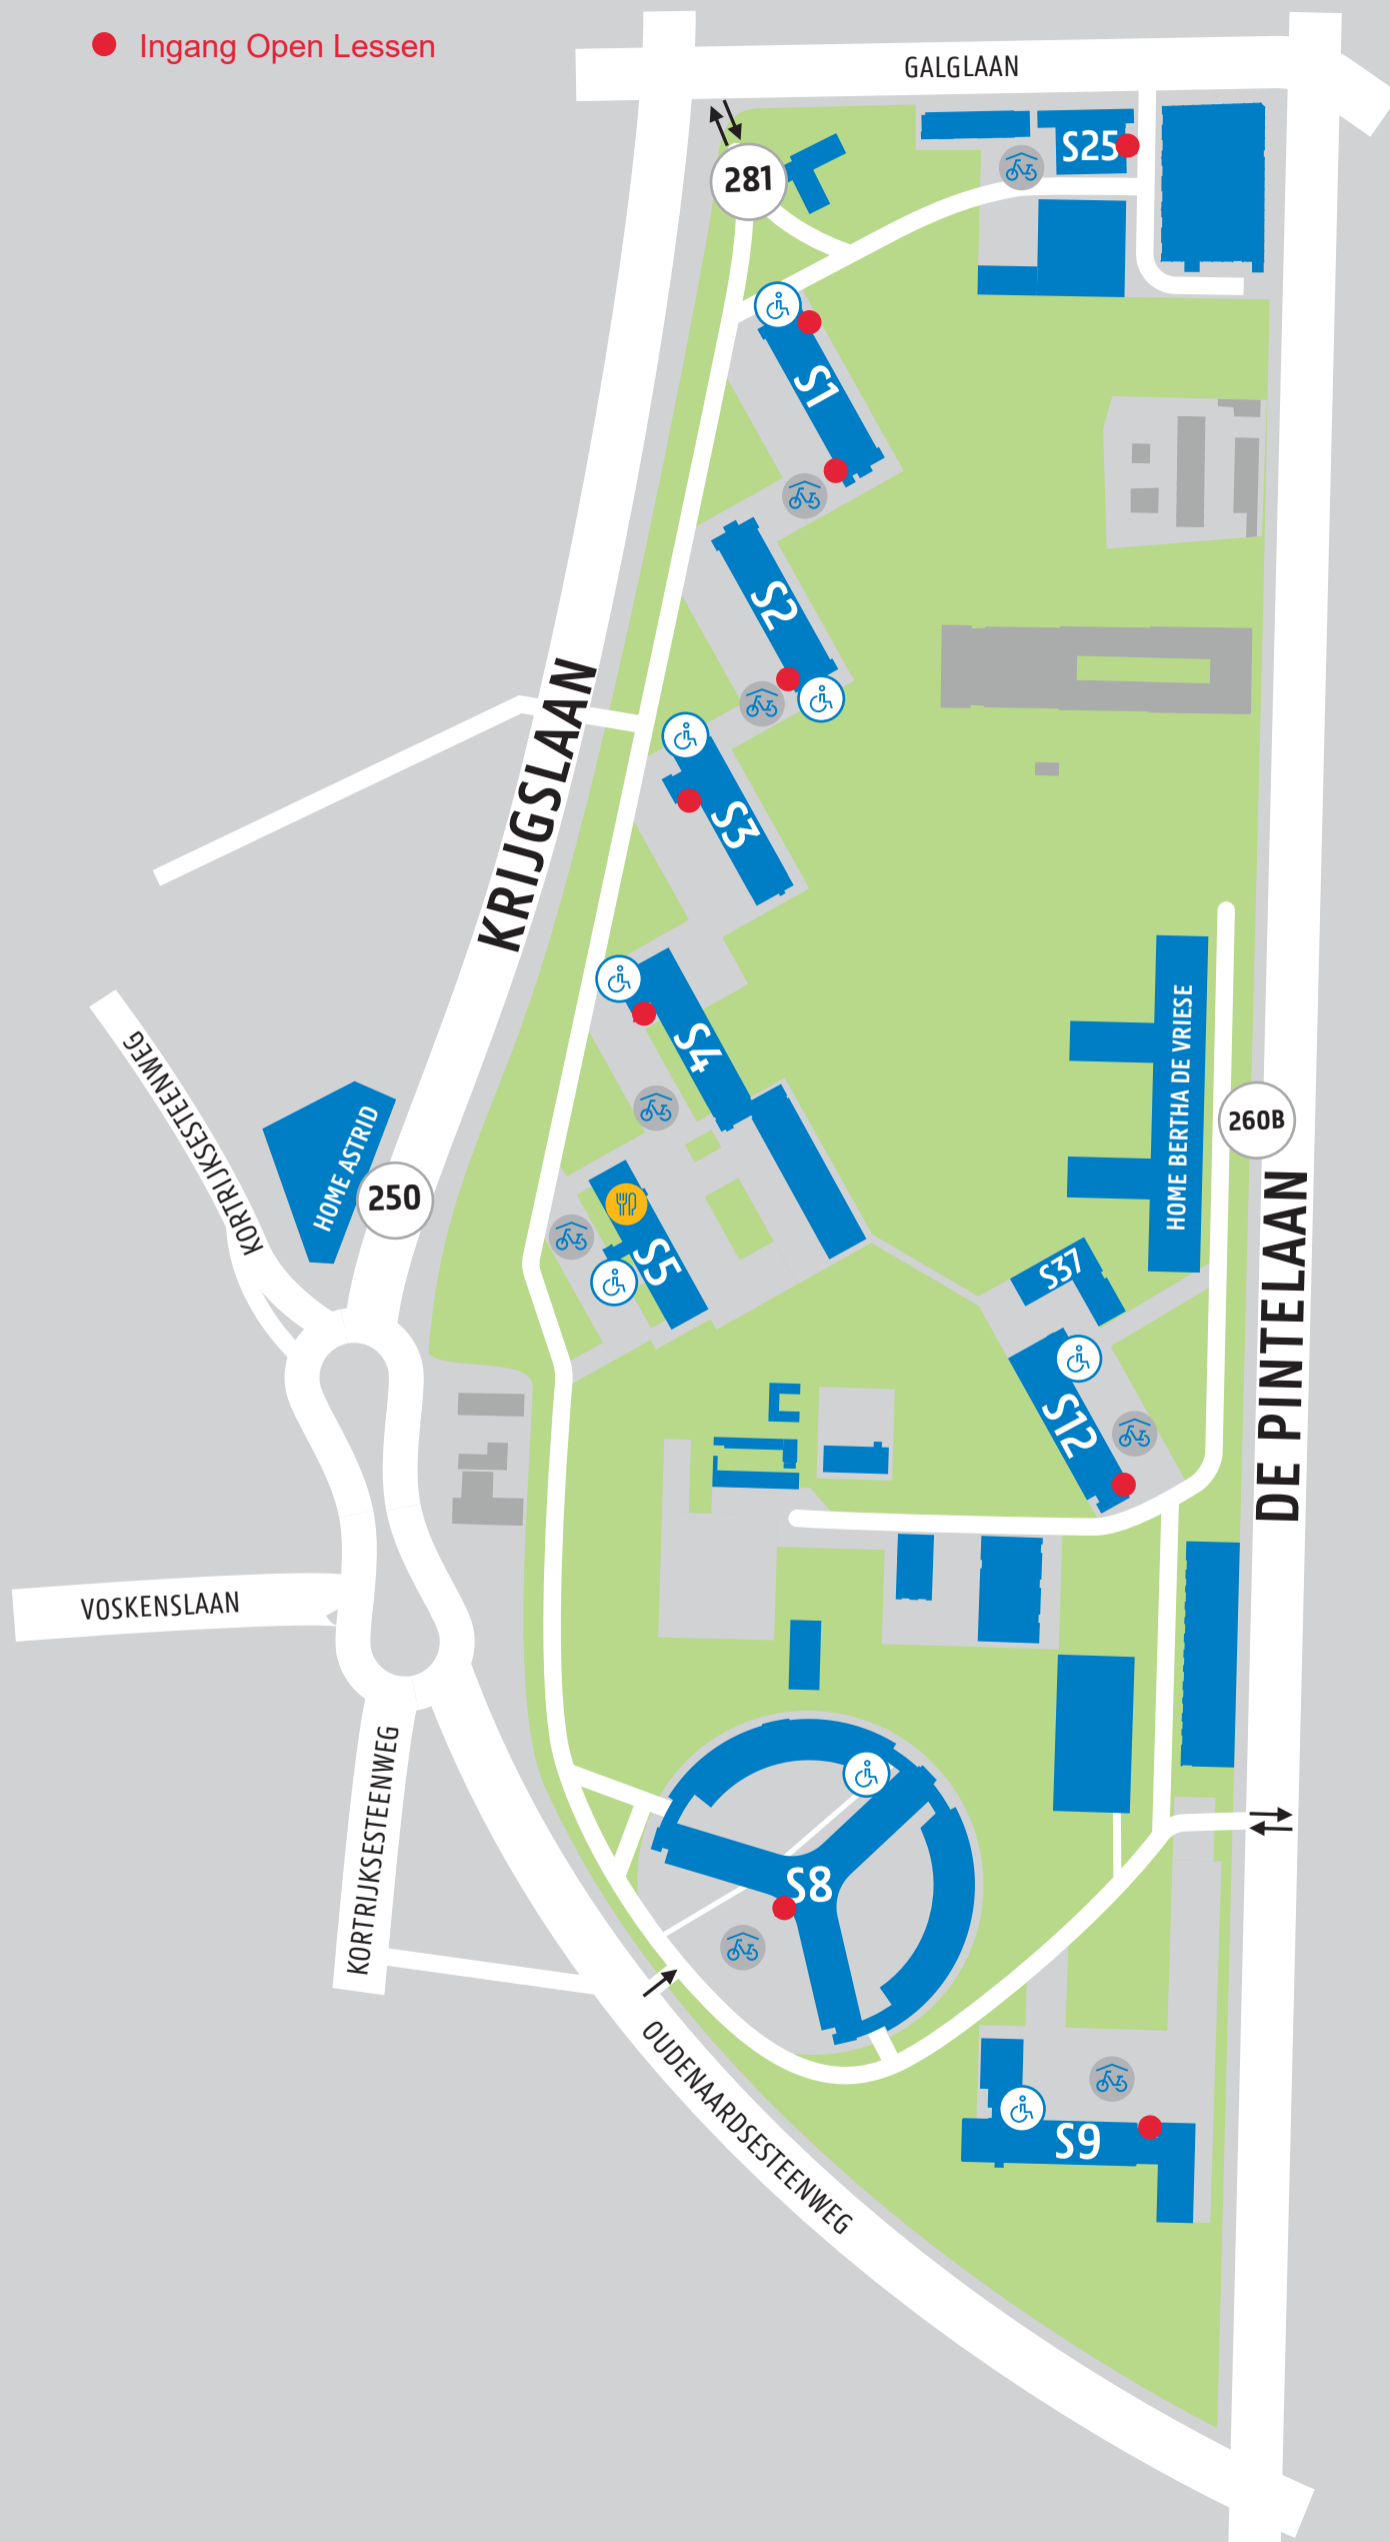 Ingang Open Lessen
GALGLAAN
S25
281
S1
S2
KRIJGSLAAN
S3
S4
HOME BERTHA DE VRIESE
KORTRIJKSESTEENWEG
HOME ASTRID
260B
250
S5
S37
DE PINTELAAN
S12
VOSKENSLAAN
KORTRIJKSESTEENWEG
S8
OUDENAARDSESTEENWEG
S9